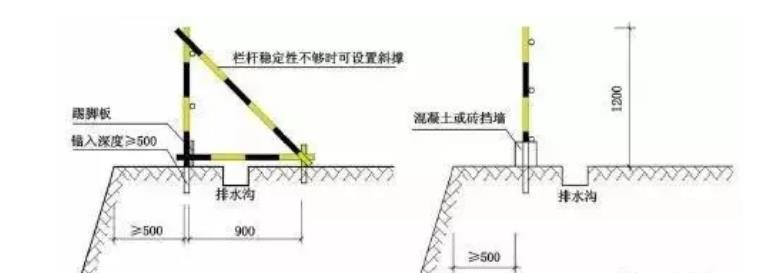 栏杆稳定性不够时可设置斜撑
踢脚板
锚入深度≥500
排水沟
≥500
900
混凝土或砖挡墙
1200
排水沟
≥500